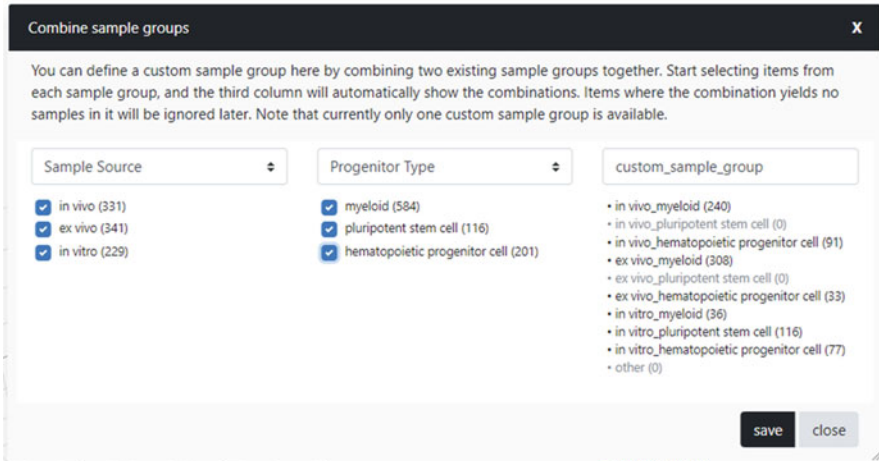 Combine sample groups
X
You can define a custom sample group here by combining two existing sample groups together. Start selecting items from
each sample group, and the third column will automatically show the combinations. Items where the combination yields no
samples in it will be ignored later. Note that currently only one custom sample group is available.
Sample Source
in vivo (331)
ex vivo (341)
in vitro (229)
Progenitor Type
myeloid (584)
pluripotent stem cell (116)
hematopoietic progenitor cell (201)
custom_sample_group
• in vivo_myeloid (240)
• in vivo_pluripotent stem cell (0)
• in vivo_hematopoietic progenitor cell (91)
• ex vivo_myeloid (308)
• ex vivo_pluripotent stem cell (0)
• ex vivo_hematopoietic progenitor cell (33)
• in vitro_myeloid (36)
• in vitro_pluripotent stem cell (116)
• in vitro_hematopoietic progenitor cell (77)
• other (0)
save
close